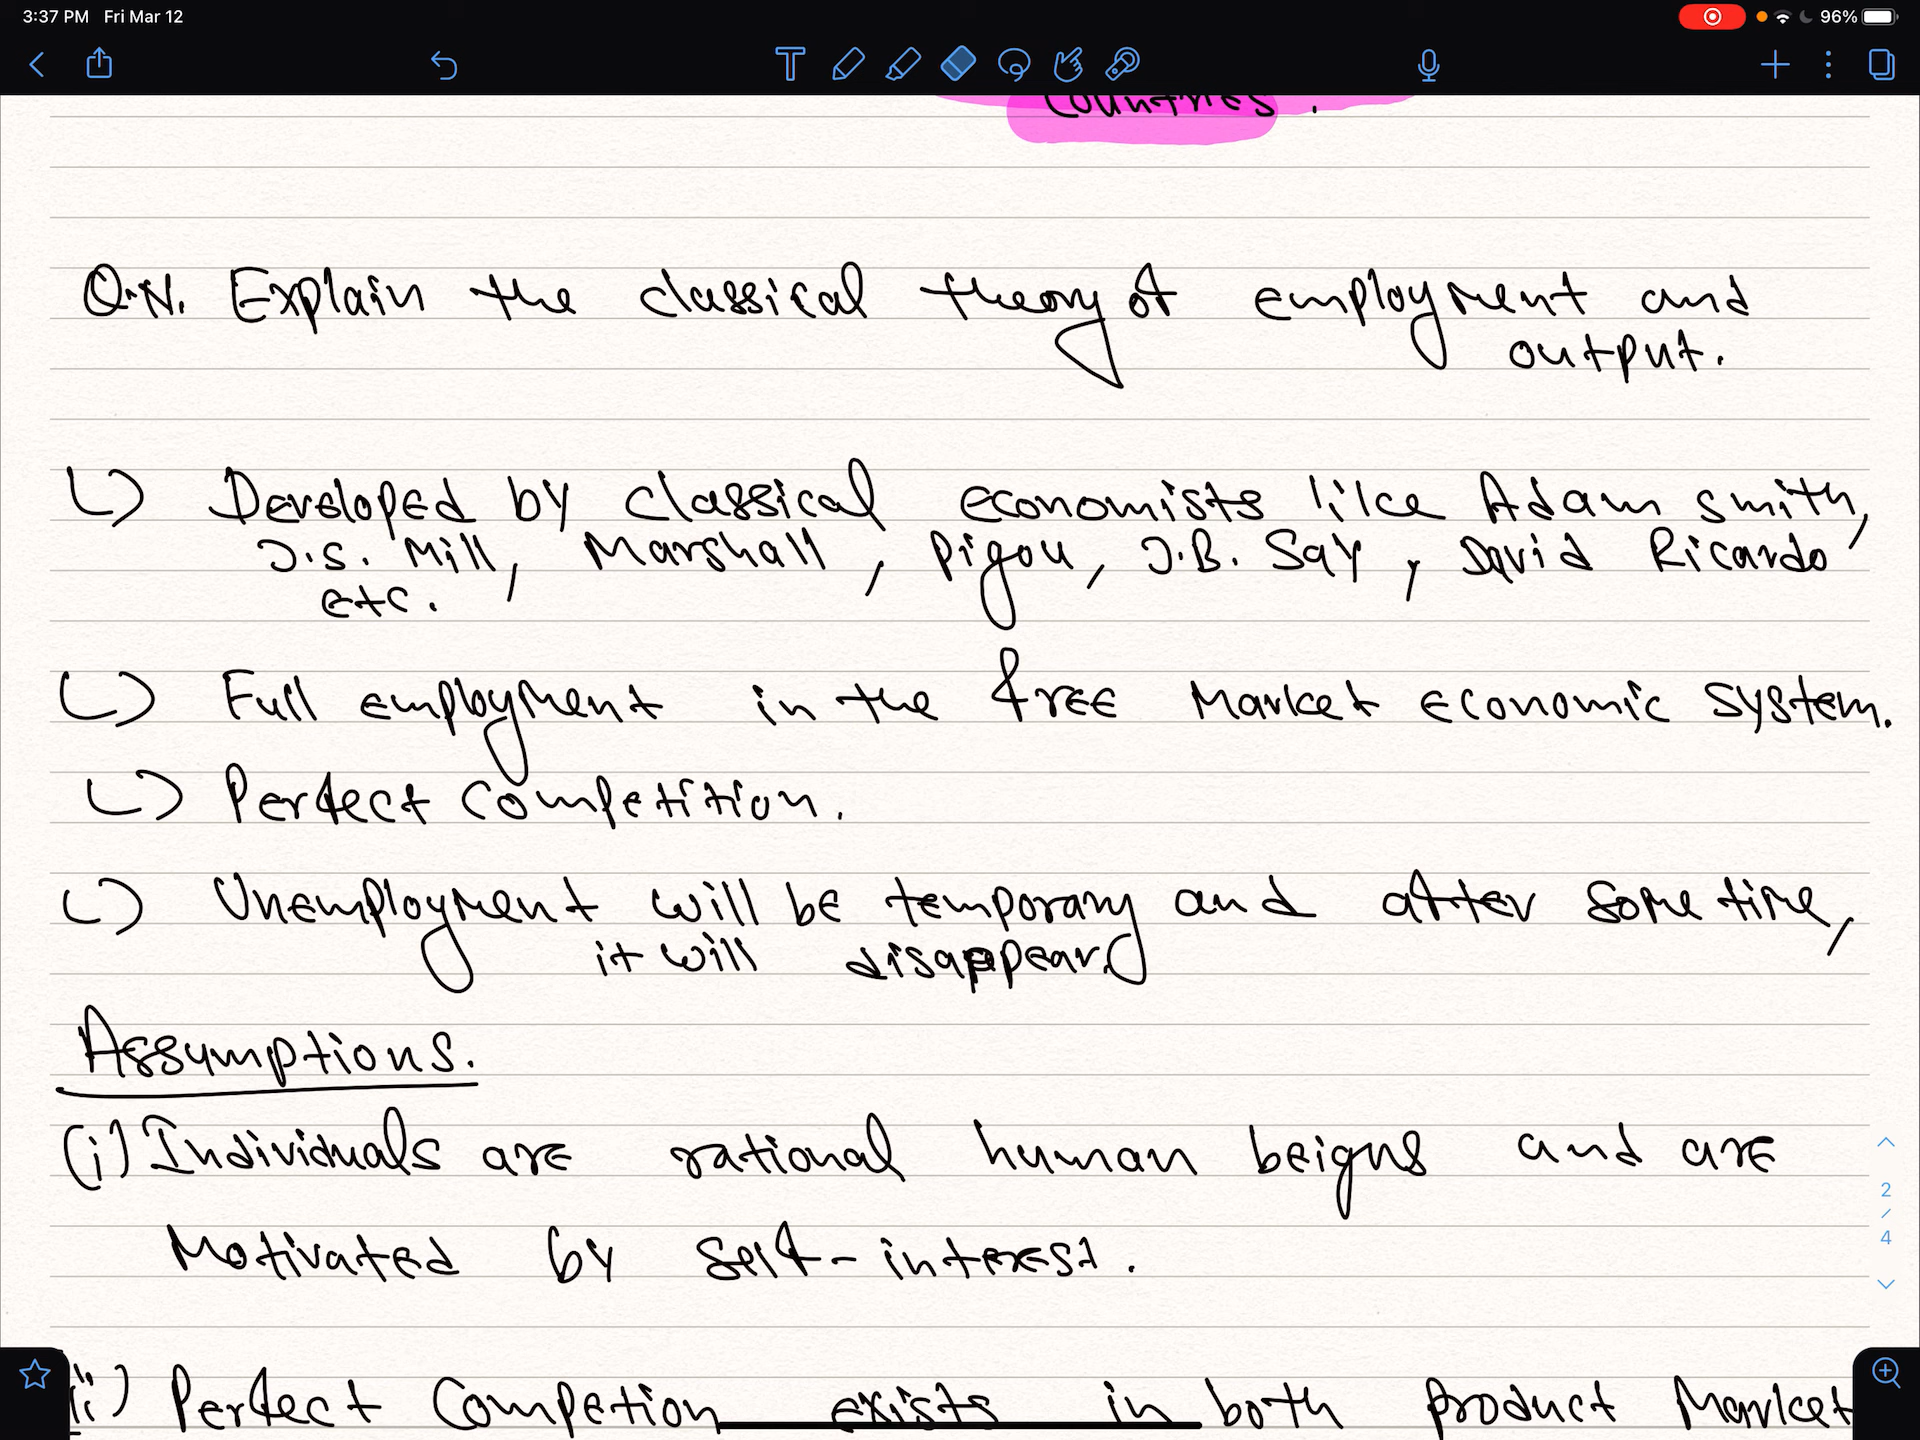 3:37 PM Fri Mar 12
96%
countries.
Q.N. Explain the classical theory of employment and
output.
Developed by classical economists like Adam smith,
J.S. Mill, Marshall, Pigou, J.B. Say, David Ricardo
etc.
Full employment in the free Market economic system.
Perfect competition.
Unemployment will be temporary and after some time,
it will disappear.
Assumptions.
(i) Individuals are rational human beigns and are
Motivated by self-interest.
(ii) Perfect Competion exists in both product Market
2
/
4